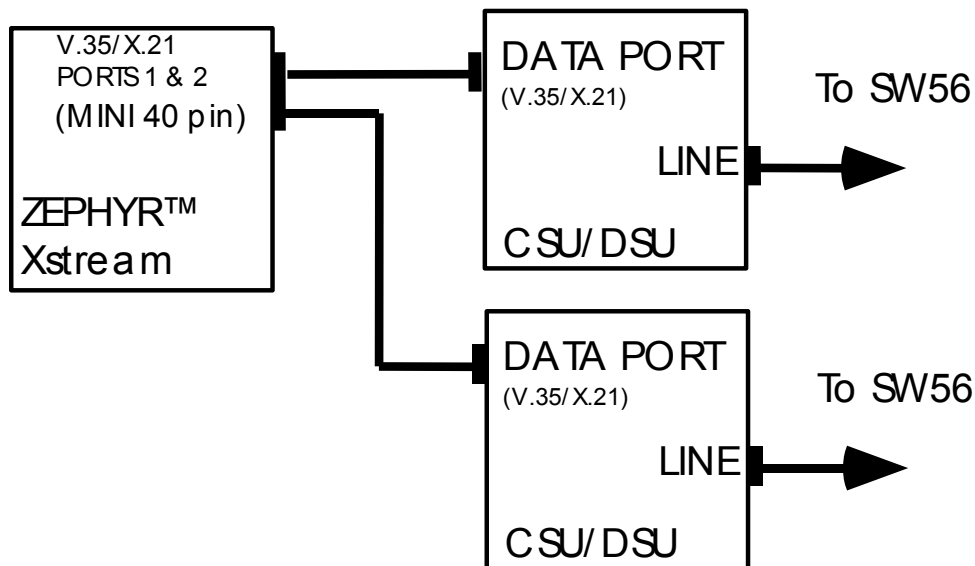 V.35/X.21
PORTS 1 & 2
(MINI 40 pin)
ZEPHYR™
Xstream
DATA PORT
(V.35/X.21)
LINE
CSU/DSU
To SW56
DATA PORT
(V.35/X.21)
LINE
CSU/DSU
To SW56